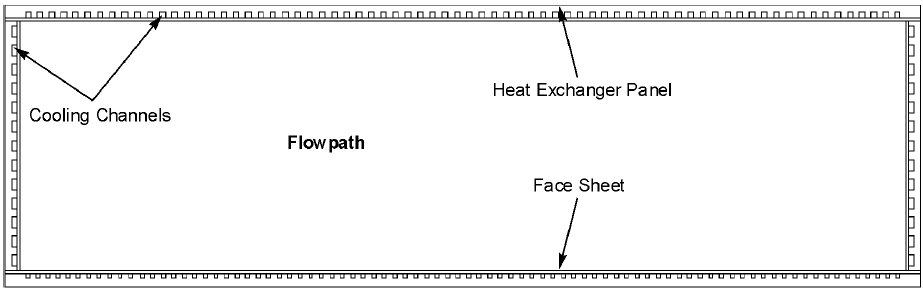 Heat Exchanger Panel
Cooling Channels
Flowpath
Face Sheet